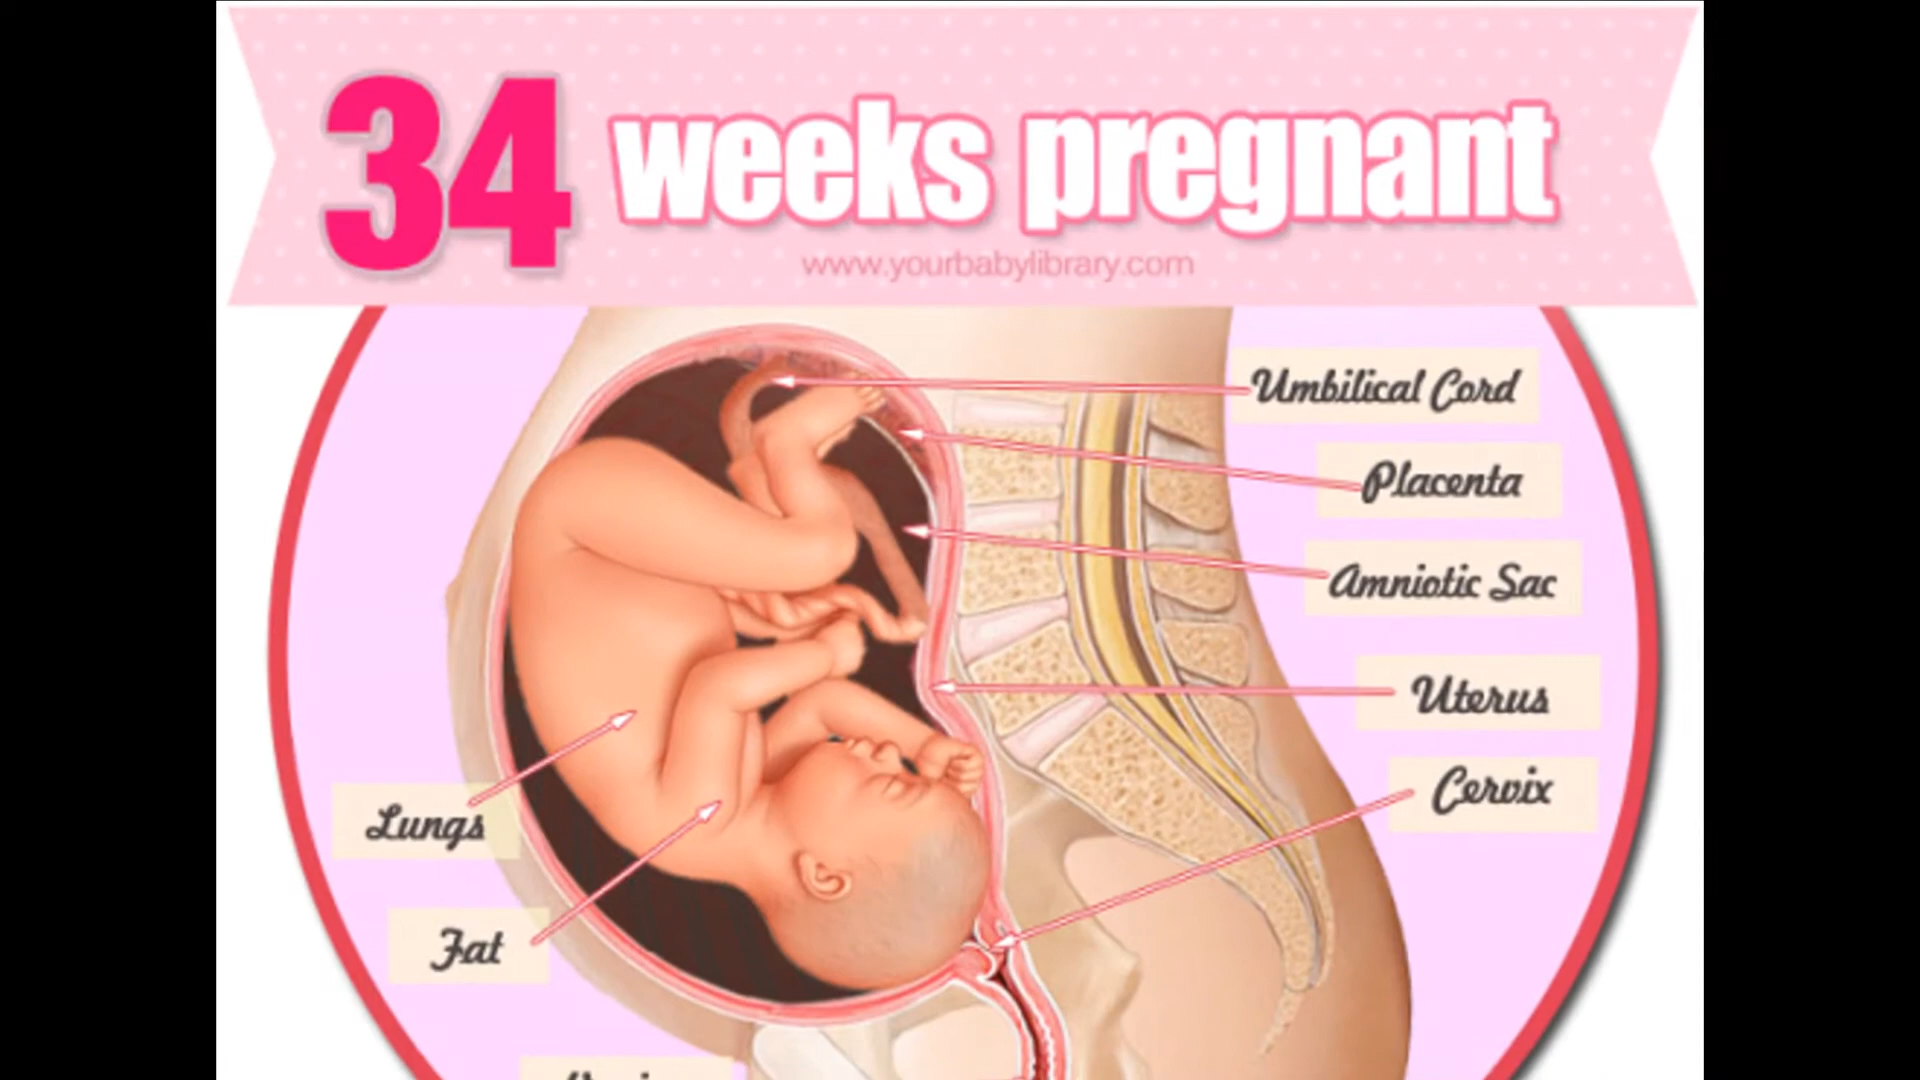 34 weeks pregnant
www.yourbabylibrary.com
Umbilical Cord
Placenta
Amniotic Sac
Uterus
Cervix
Lungs
Fat